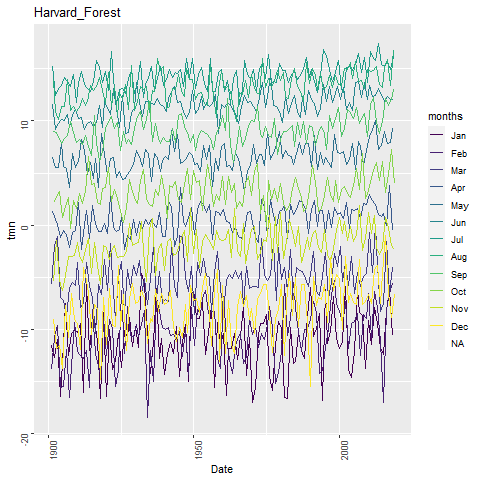 Harvard_Forest
tmn
10
0
-10
-20
1900
1950
2000
Date
months
Jan
Feb
Mar
Apr
May
Jun
Jul
Aug
Sep
Oct
Nov
Dec
NA